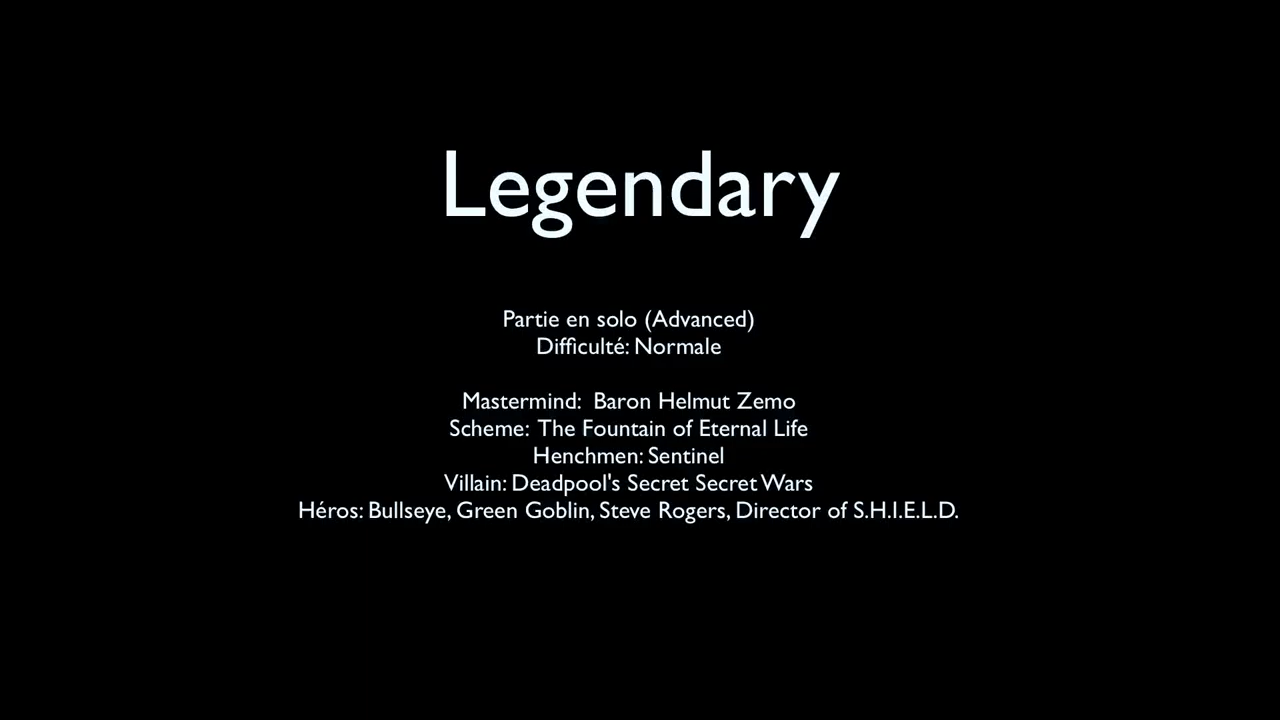 Legendary
Partie en solo (Advanced)
Difficulté: Normale
Mastermind: Baron Helmut Zemo
Scheme: The Fountain of Eternal Life
Henchmen: Sentinel
Villain: Deadpool's Secret Secret Wars
Héros: Bullseye, Green Goblin, Steve Rogers, Director of S.H.I.E.L.D.